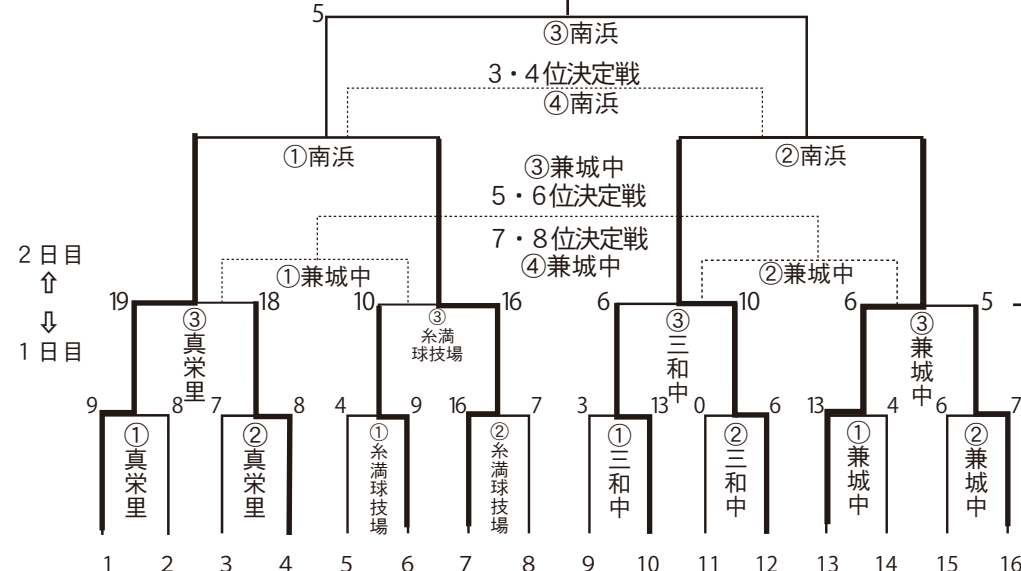 5
③南浜
3・4位決定戦
④南浜
①南浜
②南浜
③兼城中
5・6位決定戦
7・8位決定戦
④兼城中
2日目
⇧
⇩
1日目
①兼城中
②兼城中
19
18
10
16
6
10
6
5
③真栄里
③
糸満
球技場
③三和中
③兼城中
9
8
7
8
4
9
16
7
3
13
0
6
13
4
6
7
①真栄里
②真栄里
①糸満球技場
②糸満球技場
①三和中
②三和中
①兼城中
②兼城中
1 2 3 4 5 6 7 8 9 10 11 12 13 14 15 16